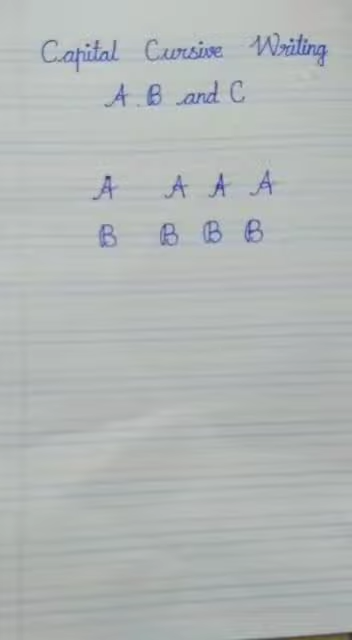 Capital Cursive Writing
A. B and C
A A A A
B B B B